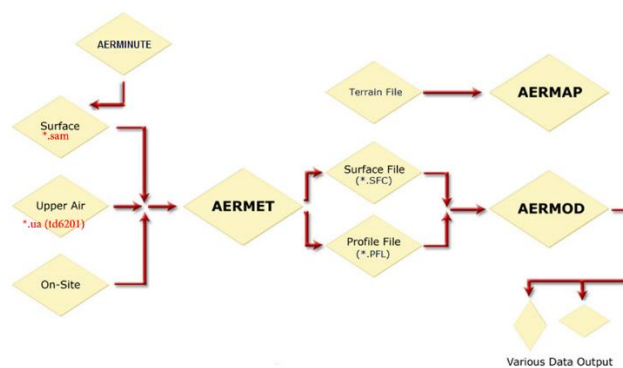 AERMINUTE
Terrain File
AERMAP
Surface
*.sam
Surface File
(*.SFC)
Upper Air
*.ua (td6201)
AERMET
AERMOD
Profile File
(*.PFL)
On-Site
Various Data Output